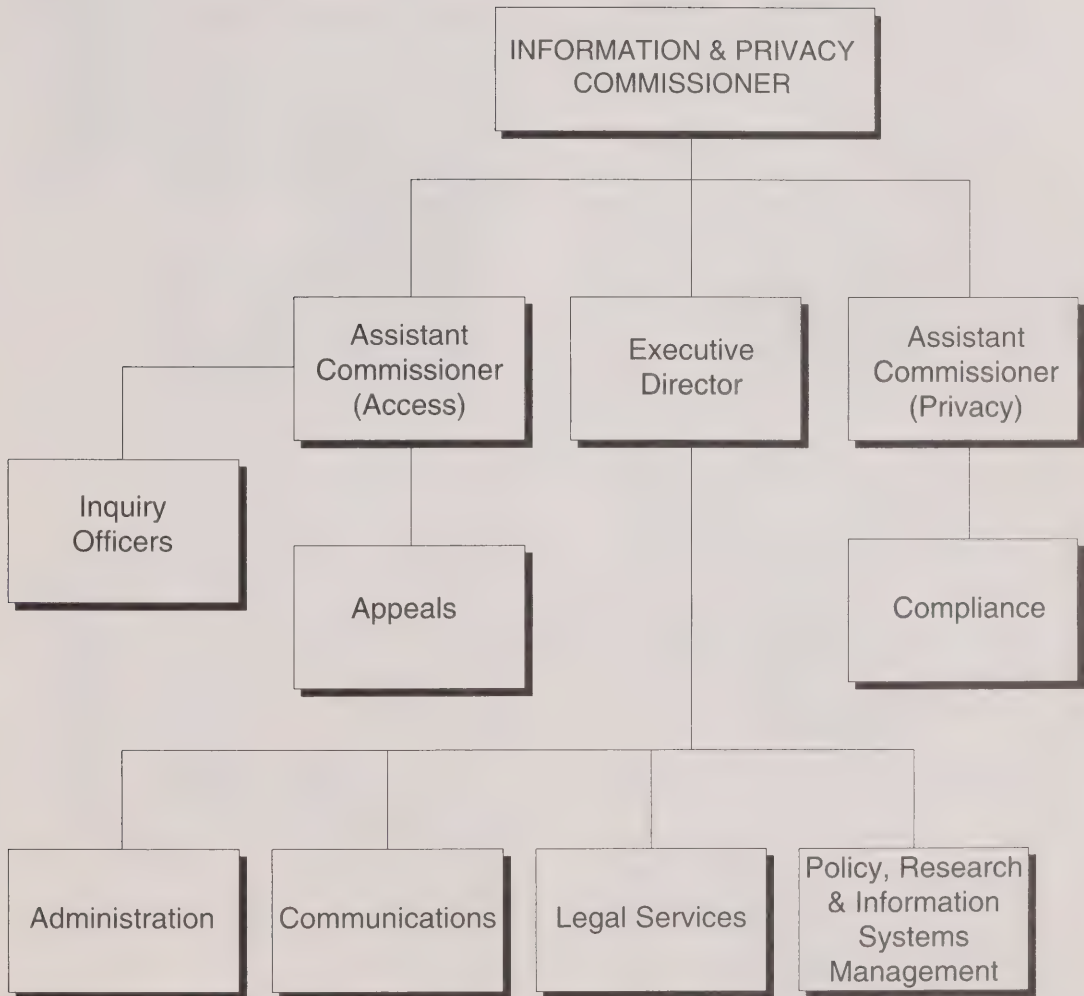 INFORMATION & PRIVACY
COMMISSIONER
Assistant
Commissioner
(Access)
Executive
Director
Assistant
Commissioner
(Privacy)
Inquiry
Officers
Appeals
Compliance
Administration
Communications
Legal Services
Policy, Research
& Information
Systems
Management